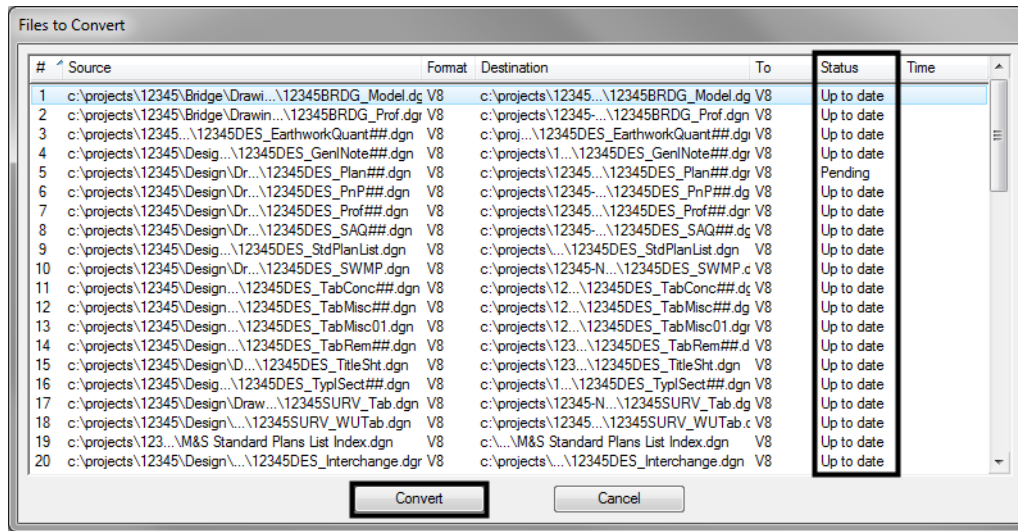 Files to Convert
# Source Format Destination To Status Time
1 c:\projects\12345\Bridge\Drawi...\12345BRDG_Model.dg V8 c:\projects\12345...\12345BRDG_Model.dg V8 Up to date
2 c:\projects\12345\Bridge\Drawin...\12345BRDG_Prof.dgr V8 c:\projects\12345-...\12345BRDG_Prof.dgn V8 Up to date
3 c:\projects\12345...\12345DES_EarthworkQuant##.dgn V8 c:\proj...\12345DES_EarthworkQuant##.dgn V8 Up to date
4 c:\projects\12345\Desig...\12345DES_GenlNote##.dgn V8 c:\projects\1...\12345DES_GenlNote##.dgr V8 Up to date
5 c:\projects\12345\Design\Dr...\12345DES_Plan##.dgn V8 c:\projects\12345...\12345DES_Plan##.dgr V8 Pending
6 c:\projects\12345\Design\Dr...\12345DES_PnP##.dgn V8 c:\projects\12345-...\12345DES_PnP##.dg V8 Up to date
7 c:\projects\12345\Design\Dr...\12345DES_Prof##.dgn V8 c:\projects\12345...\12345DES_Prof##.dgr V8 Up to date
8 c:\projects\12345\Design\Dr...\12345DES_SAQ##.dgn V8 c:\projects\12345-...\12345DES_SAQ##.dg V8 Up to date
9 c:\projects\12345\Desig...\12345DES_StdPlanList.dgn V8 c:\projects\...\12345DES_StdPlanList.dgn V8 Up to date
10 c:\projects\12345\Design\Dr...\12345DES_SWMP.dgn V8 c:\projects\12345-N...\12345DES_SWMP.d V8 Up to date
11 c:\projects\12345\Design...\12345DES_TabConc##.dgn V8 c:\projects\12...\12345DES_TabConc##.dg V8 Up to date
12 c:\projects\12345\Design...\12345DES_TabMisc##.dgn V8 c:\projects\12...\12345DES_TabMisc##.dgr V8 Up to date
13 c:\projects\12345\Design...\12345DES_TabMisc01.dgn V8 c:\projects\12...\12345DES_TabMisc01.dgr V8 Up to date
14 c:\projects\12345\Design...\12345DES_TabRem##.dgn V8 c:\projects\123...\12345DES_TabRem##.d V8 Up to date
15 c:\projects\12345\Design\D...\12345DES_TitleSht.dgn V8 c:\projects\123...\12345DES_TitleSht.dgn V8 Up to date
16 c:\projects\12345\Desig...\12345DES_TyplSect##.dgn V8 c:\projects\1...\12345DES_TyplSect##.dgn V8 Up to date
17 c:\projects\12345\Design\Draw...\12345SURV_Tab.dgn V8 c:\projects\12345-N...\12345SURV_Tab.dg V8 Up to date
18 c:\projects\12345\Design\...\12345SURV_WUTab.dgn V8 c:\projects\12345...\12345SURV_WUTab.c V8 Up to date
19 c:\projects\123...\M&S Standard Plans List Index.dgn V8 c:\...\M&S Standard Plans List Index.dgn V8 Up to date
20 c:\projects\12345\Design\...\12345DES_Interchange.dgr V8 c:\projects\...\12345DES_Interchange.dgn V8 Up to date
Convert Cancel